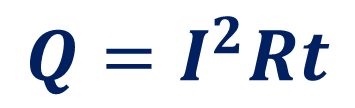 Q = I²Rt